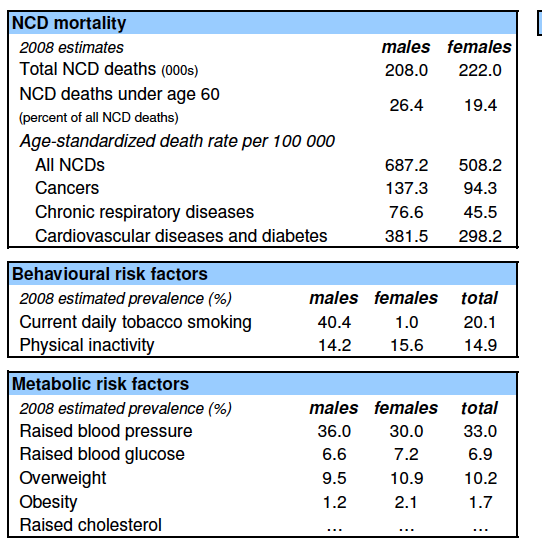 NCD mortality
2008 estimates males females
Total NCD deaths (000s) 208.0 222.0
NCD deaths under age 60
(percent of all NCD deaths) 26.4 19.4
Age-standardized death rate per 100 000
All NCDs 687.2 508.2
Cancers 137.3 94.3
Chronic respiratory diseases 76.6 45.5
Cardiovascular diseases and diabetes 381.5 298.2
Behavioural risk factors
2008 estimated prevalence (%) males females total
Current daily tobacco smoking 40.4 1.0 20.1
Physical inactivity 14.2 15.6 14.9
Metabolic risk factors
2008 estimated prevalence (%) males females total
Raised blood pressure 36.0 30.0 33.0
Raised blood glucose 6.6 7.2 6.9
Overweight 9.5 10.9 10.2
Obesity 1.2 2.1 1.7
Raised cholesterol ... ... ...